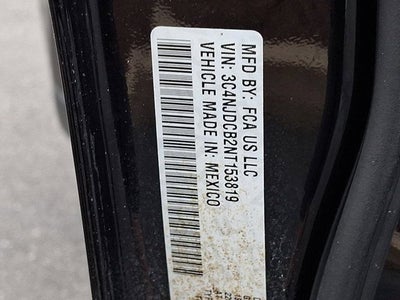 MFD BY: FCA US LLC
VIN: 3C4NJDCB2NT153819
VEHICLE MADE IN: MEXICO